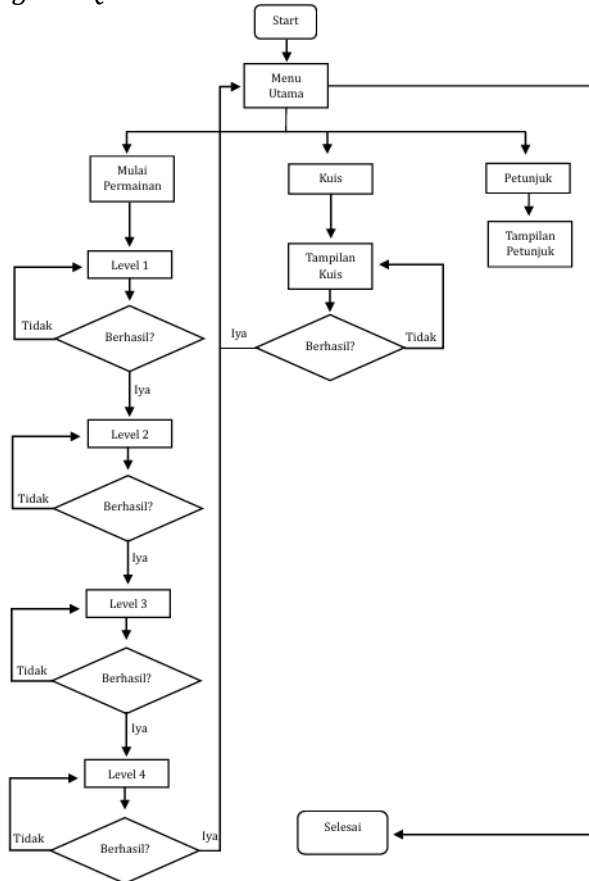 Start
Menu
Utama
Mulai
Permainan
Kuis
Petunjuk
Level 1
Tampilan
Kuis
Tampilan
Petunjuk
Tidak
Berhasil?
Iya
Berhasil?
Tidak
Iya
Level 2
Tidak
Berhasil?
Iya
Level 3
Tidak
Berhasil?
Iya
Level 4
Tidak
Berhasil?
Iya
Selesai